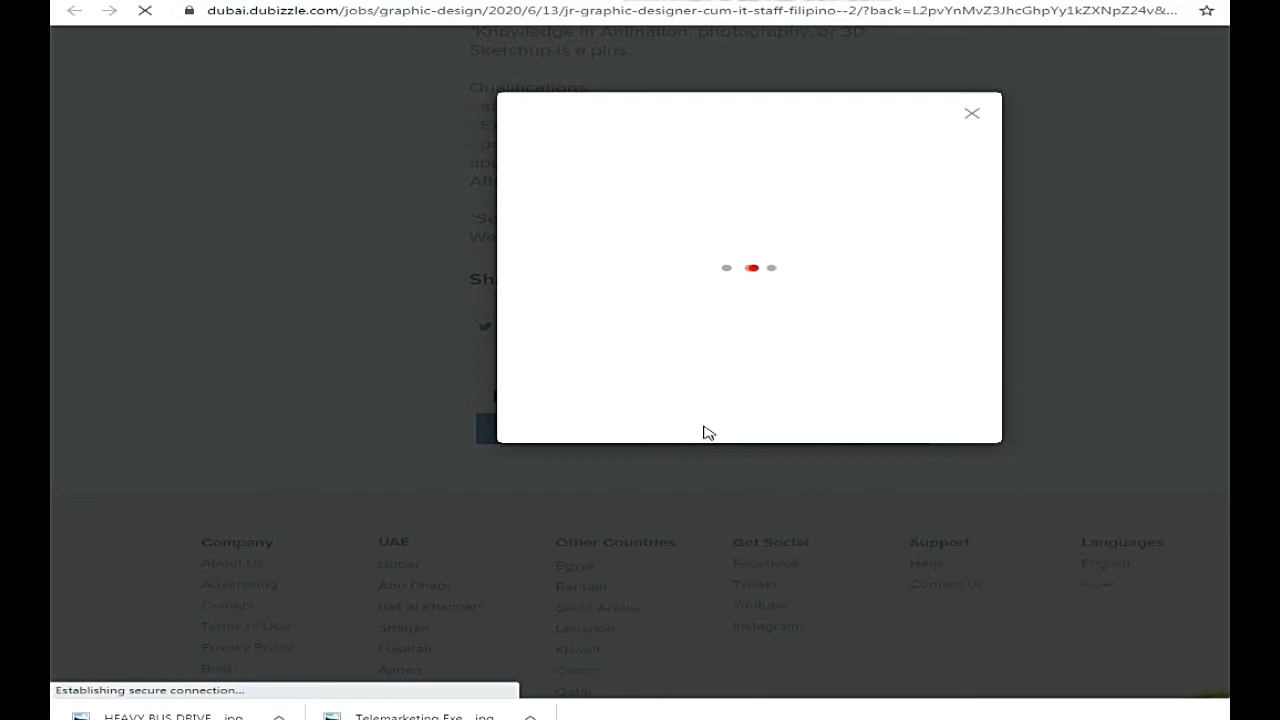 dubai.dubizzle.com/jobs/graphic-design/2020/6/13/jr-graphic-designer-cum-it-staff-filipino--2/?back=L2pvYnMvZ3JhcGhpYy1kZXNpZ24v&...
*Knowledge in Animation, photography, or 3D
Sketchup is a plus.
Qualifications
Company
About Us
Advertising
Careers
Terms of Use
Privacy Policy
Blog
UAE
Dubai
Abu Dhabi
Ras al Khaimah
Sharjah
Fujairah
Ajman
Other Countries
Egypt
Bahrain
Saudi Arabia
Lebanon
Kuwait
Oman
Qatar
Get Social
Facebook
Twitter
Youtube
Instagram
Support
Help
Contact Us
Languages
English
Establishing secure connection...
HEAVY BUS DRIVE...jpg
Telemarketing Exe...jpg